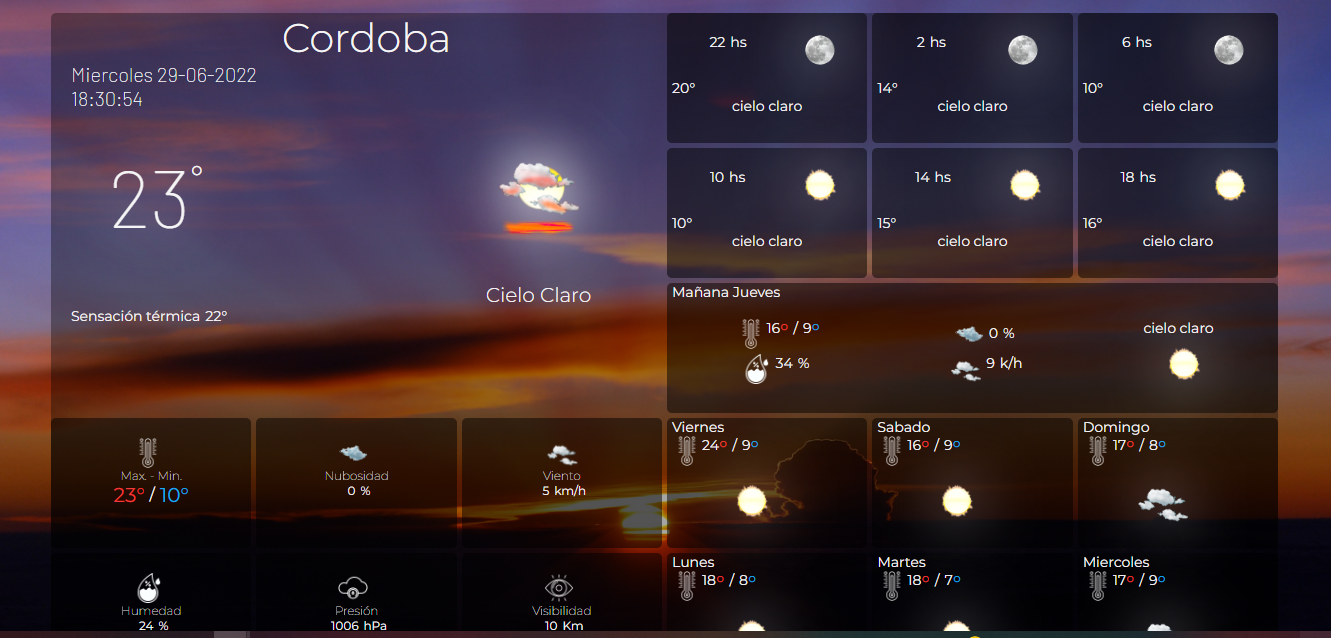 Cordoba
Miercoles 29-06-2022
18:30:54
23°
Cielo Claro
Sensación térmica 22°
Max. - Min.
23° / 10°
Nubosidad
0 %
Viento
5 km/h
Humedad
24 %
Presión
1006 hPa
Visibilidad
10 Km
22 hs
20°
cielo claro
2 hs
14°
cielo claro
6 hs
10°
cielo claro
10 hs
10°
cielo claro
14 hs
15°
cielo claro
18 hs
16°
cielo claro
Mañana Jueves
16° / 9°
34 %
0 %
9 k/h
cielo claro
Viernes
24° / 9°
Sabado
16° / 9°
Domingo
17° / 8°
Lunes
18° / 8°
Martes
18° / 7°
Miercoles
17° / 9°